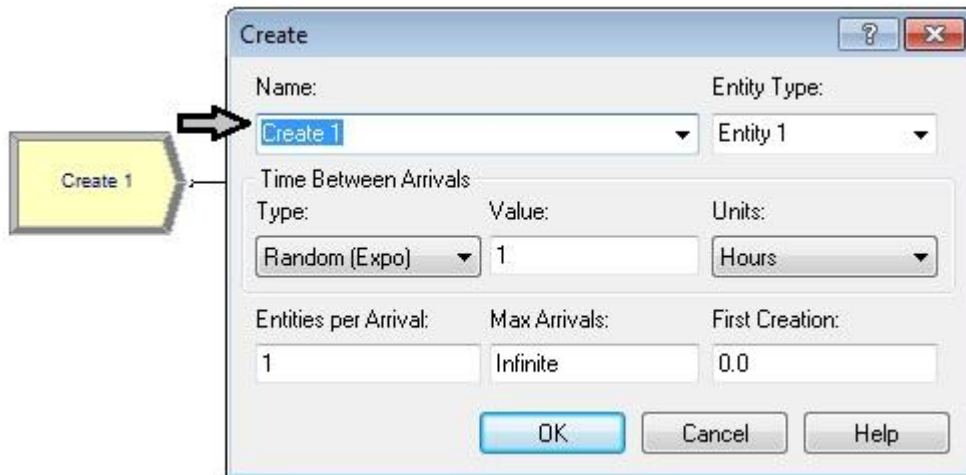 Create
Name: Entity Type:
Create 1 Entity 1
Create 1
Time Between Arrivals
Type: Value: Units:
Random (Expo) 1 Hours
Entities per Arrival: Max Arrivals: First Creation:
1 Infinite 0.0
OK Cancel Help